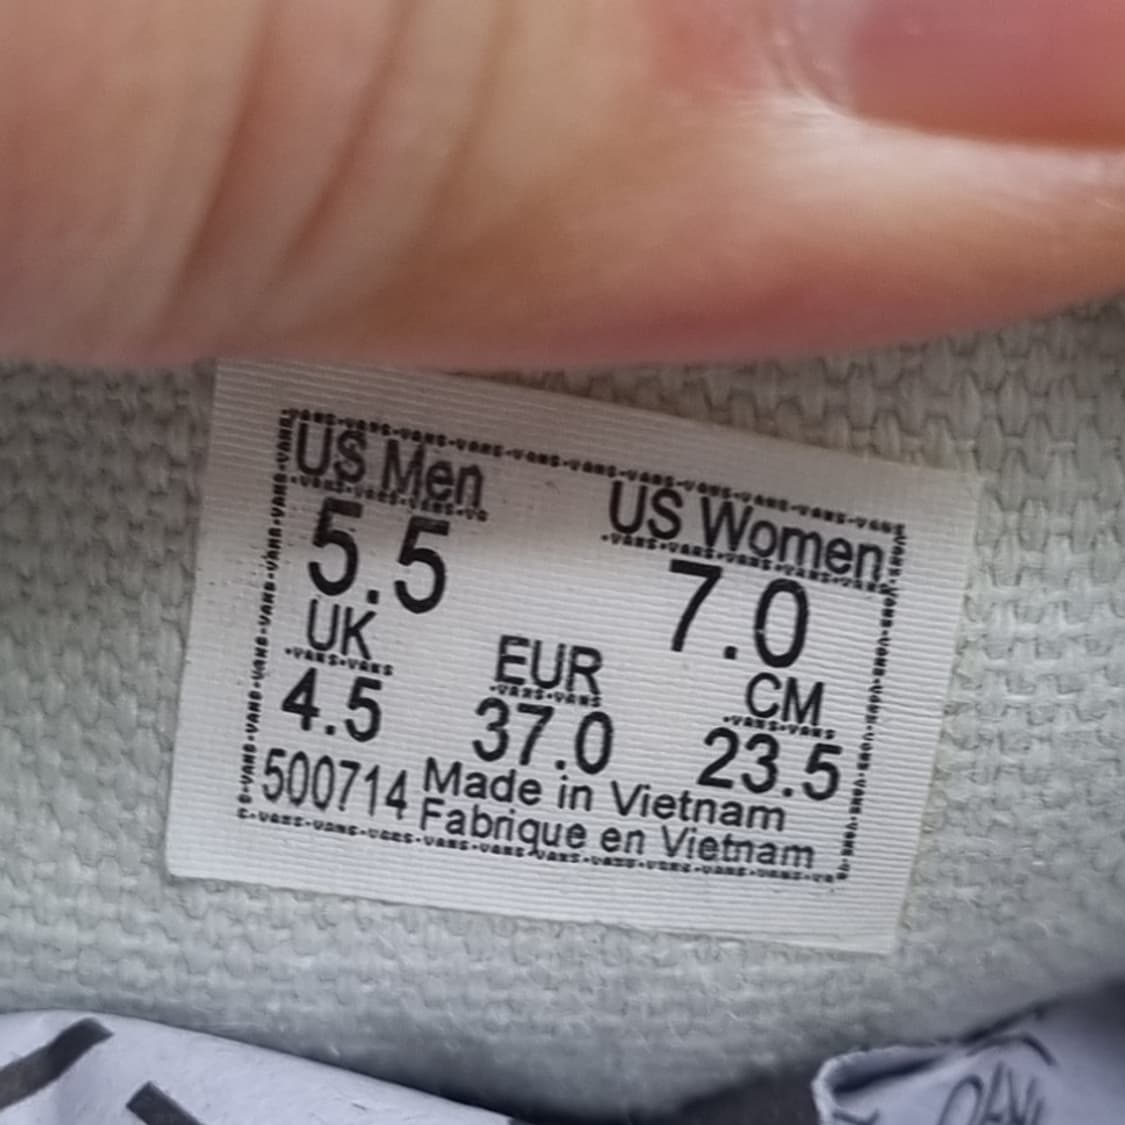 US Men
US Women
5.5
7.0
UK
EUR
CM
4.5
37.0
23.5
500714
Made in Vietnam
Fabrique en Vietnam